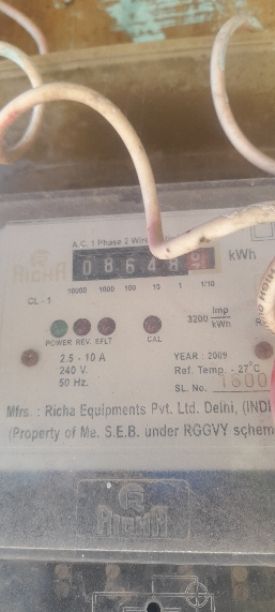 A.C. 1 Phase 2 Wire
RICHA
08648
kWh
10000 1000 100 10 1 1/10
CL - 1
3200 Imp/kWh
POWER REV. EFLT CAL
2.5 - 10 A
240 V.
50 Hz.
YEAR : 2009
Ref. Temp. - 27°C
SL. No. 1600
Mfrs. : Richa Equipments Pvt. Ltd. Delhi, (INDI
(Property of Me. S.E.B. under RGGVY schem
RICHA